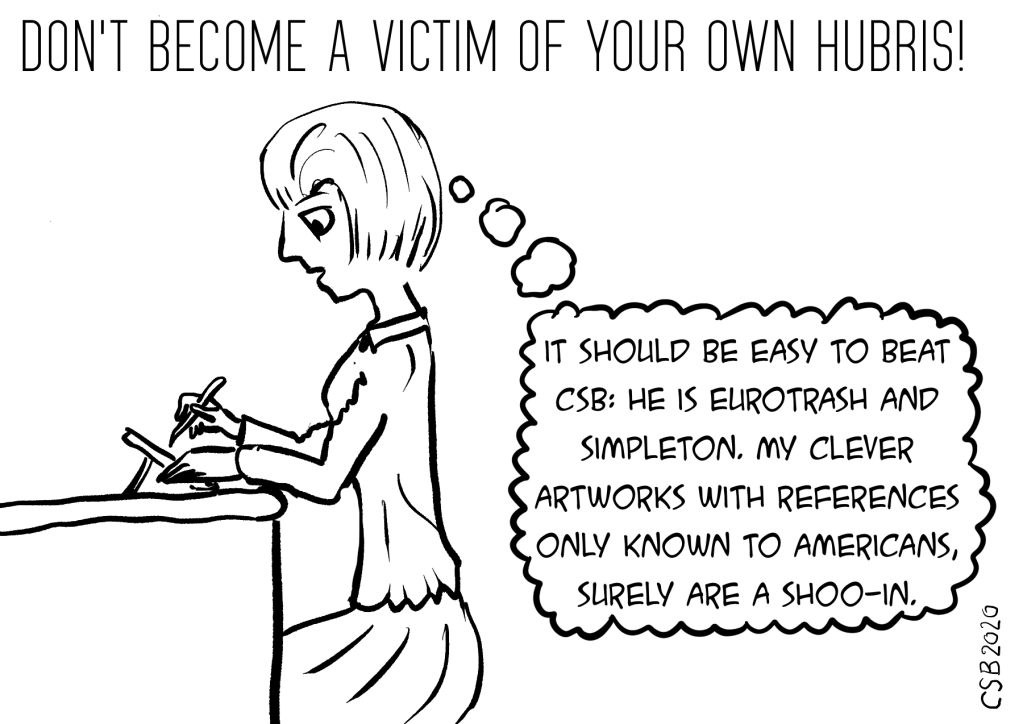 DON'T BECOME A VICTIM OF YOUR OWN HUBRIS!
IT SHOULD BE EASY TO BEAT
CSB: HE IS EUROTRASH AND
SIMPLETON. MY CLEVER
ARTWORKS WITH REFERENCES
ONLY KNOWN TO AMERICANS,
SURELY ARE A SHOO-IN.
CSB2020